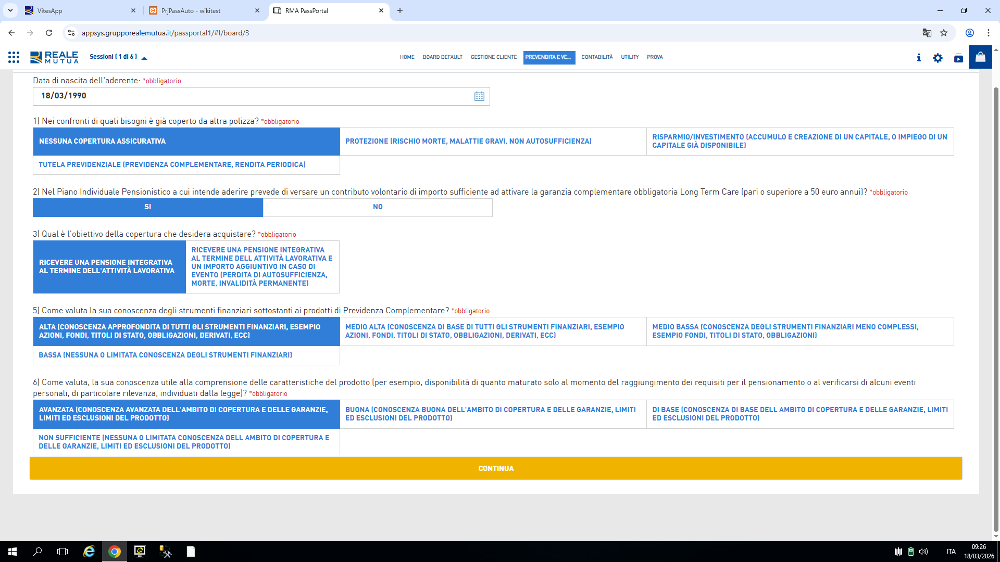 VitesApp
PrjPassAuto - wikitest
RMA PassPortal
appsys.grupporealemutua.it/passportal1/#!/board/3
REALE
MUTUA
Sessioni ( 1 di 6 )
HOME
BOARD DEFAULT
GESTIONE CLIENTE
PREVENDITA E VE...
CONTABILITÀ
UTILITY
PROVA
Data di nascita dell'aderente: *obbligatorio
18/03/1990
1) Nei confronti di quali bisogni è già coperto da altra polizza? *obbligatorio
NESSUNA COPERTURA ASSICURATIVA
PROTEZIONE (RISCHIO MORTE, MALATTIE GRAVI, NON AUTOSUFFICIENZA)
RISPARMIO/INVESTIMENTO (ACCUMULO E CREAZIONE DI UN CAPITALE, O IMPIEGO DI UN
CAPITALE GIÀ DISPONIBILE)
TUTELA PREVIDENZIALE (PREVIDENZA COMPLEMENTARE, RENDITA PERIODICA)
2) Nel Piano Individuale Pensionistico a cui intende aderire prevede di versare un contributo volontario di importo sufficiente ad attivare la garanzia complementare obbligatoria Long Term Care (pari o superiore a 50 euro annui)? *obbligatorio
SI
NO
3) Qual è l'obiettivo della copertura che desidera acquistare? *obbligatorio
RICEVERE UNA PENSIONE INTEGRATIVA
AL TERMINE DELL'ATTIVITÀ LAVORATIVA
RICEVERE UNA PENSIONE INTEGRATIVA
AL TERMINE DELL ATTIVITÀ LAVORATIVA E
UN IMPORTO AGGIUNTIVO IN CASO DI
EVENTO (PERDITA DI AUTOSUFFICIENZA,
MORTE, INVALIDITÀ PERMANENTE)
5) Come valuta la sua conoscenza degli strumenti finanziari sottostanti ai prodotti di Previdenza Complementare? *obbligatorio
ALTA (CONOSCENZA APPROFONDITA DI TUTTI GLI STRUMENTI FINANZIARI, ESEMPIO
AZIONI, FONDI, TITOLI DI STATO, OBBLIGAZIONI, DERIVATI, ECC)
MEDIO ALTA (CONOSCENZA DI BASE DI TUTTI GLI STRUMENTI FINANZIARI, ESEMPIO
AZIONI, FONDI, TITOLI DI STATO, OBBLIGAZIONI, DERIVATI, ECC)
MEDIO BASSA (CONOSCENZA DEGLI STRUMENTI FINANZIARI MENO COMPLESSI,
ESEMPIO FONDI, TITOLI DI STATO, OBBLIGAZIONI)
BASSA (NESSUNA O LIMITATA CONOSCENZA DEGLI STRUMENTI FINANZIARI)
6) Come valuta, la sua conoscenza utile alla comprensione delle caratteristiche del prodotto (per esempio, disponibilità di quanto maturato solo al momento del raggiungimento dei requisiti per il pensionamento o al verificarsi di alcuni eventi
personali, di particolare rilevanza, individuati dalla legge)? *obbligatorio
AVANZATA (CONOSCENZA AVANZATA DELL'AMBITO DI COPERTURA E DELLE GARANZIE,
LIMITI ED ESCLUSIONI DEL PRODOTTO)
BUONA (CONOSCENZA BUONA DELL'AMBITO DI COPERTURA E DELLE GARANZIE, LIMITI
ED ESCLUSIONI DEL PRODOTTO)
DI BASE (CONOSCENZA DI BASE DELL AMBITO DI COPERTURA E DELLE GARANZIE, LIMITI
ED ESCLUSIONI DEL PRODOTTO)
NON SUFFICIENTE (NESSUNA O LIMITATA CONOSCENZA DELL AMBITO DI COPERTURA E
DELLE GARANZIE, LIMITI ED ESCLUSIONI DEL PRODOTTO)
CONTINUA
ITA
09:26
18/03/2026